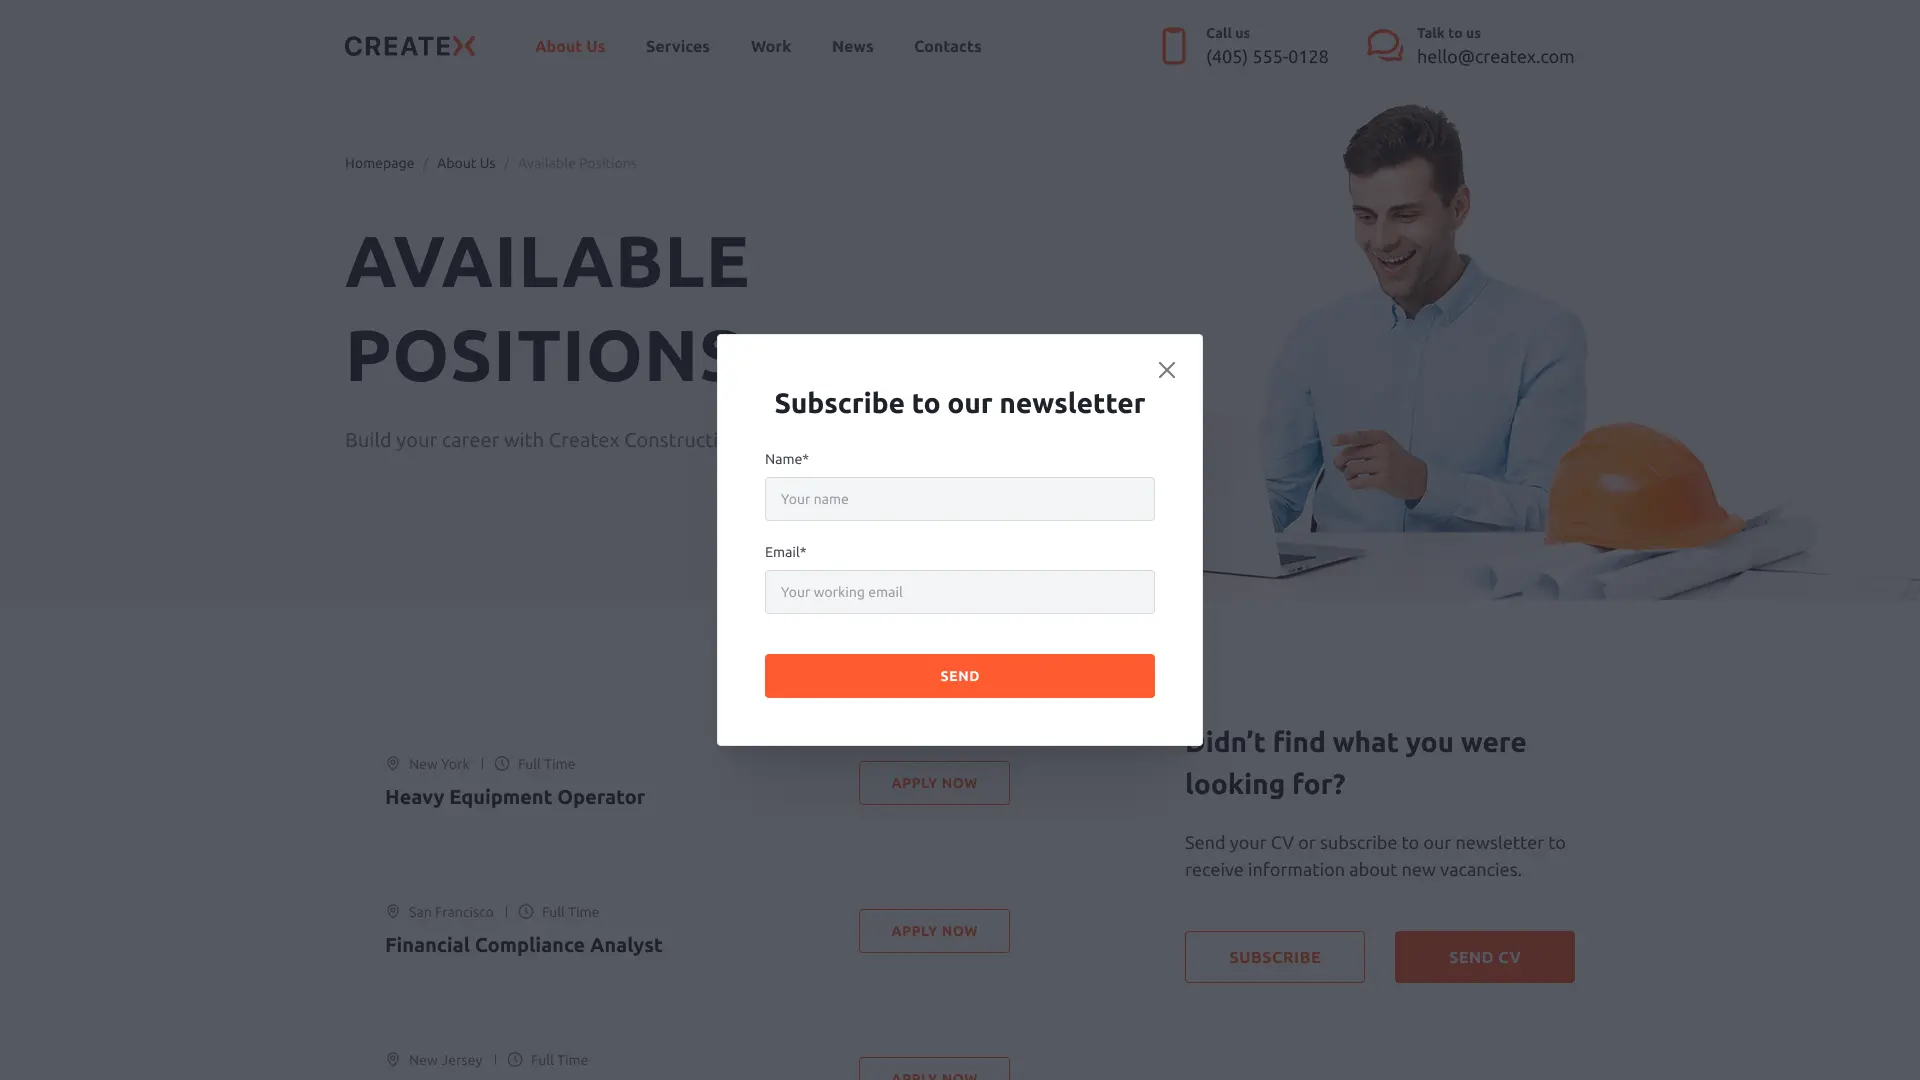 CREATEX
About Us
Services
Work
News
Contacts
Call us
(405) 555-0128
Talk to us
hello@createx.com
Homepage / About Us / Available Positions
AVAILABLE
POSITIONS
Build your career with Createx
Subscribe to our newsletter
Name*
Your name
Email*
Your working email
SEND
New York | Full Time
Heavy Equipment Operator
APPLY NOW
San Francisco | Full Time
Financial Compliance Analyst
APPLY NOW
New Jersey | Full Time
APPLY NOW
Didn’t find what you were
looking for?
Send your CV or subscribe to our newsletter to
receive information about new vacancies.
SUBSCRIBE
SEND CV